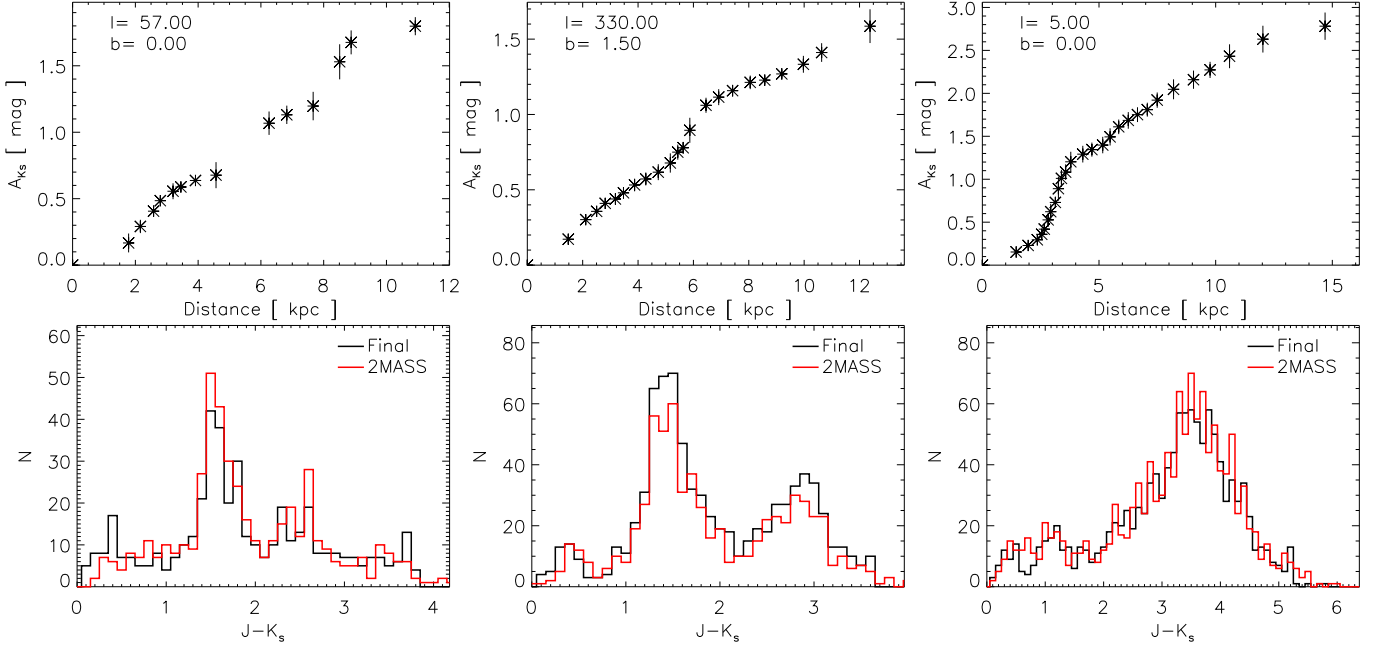 l= 57.00
b= 0.00
A_Ks [ mag ]
0.0
0.5
1.0
1.5
0 2 4 6 8 10 12
Distance [ kpc ]
l= 330.00
b= 1.50
A_Ks [ mag ]
0.0
0.5
1.0
1.5
0 2 4 6 8 10 12
Distance [ kpc ]
l= 5.00
b= 0.00
A_Ks [ mag ]
0.0
0.5
1.0
1.5
2.0
2.5
3.0
0 5 10 15
Distance [ kpc ]
Final
2MASS
N
0
10
20
30
40
50
60
0 1 2 3 4
J-K_s
Final
2MASS
N
0
20
40
60
80
0 1 2 3
J-K_s
Final
2MASS
N
0
20
40
60
80
0 1 2 3 4 5 6
J-K_s